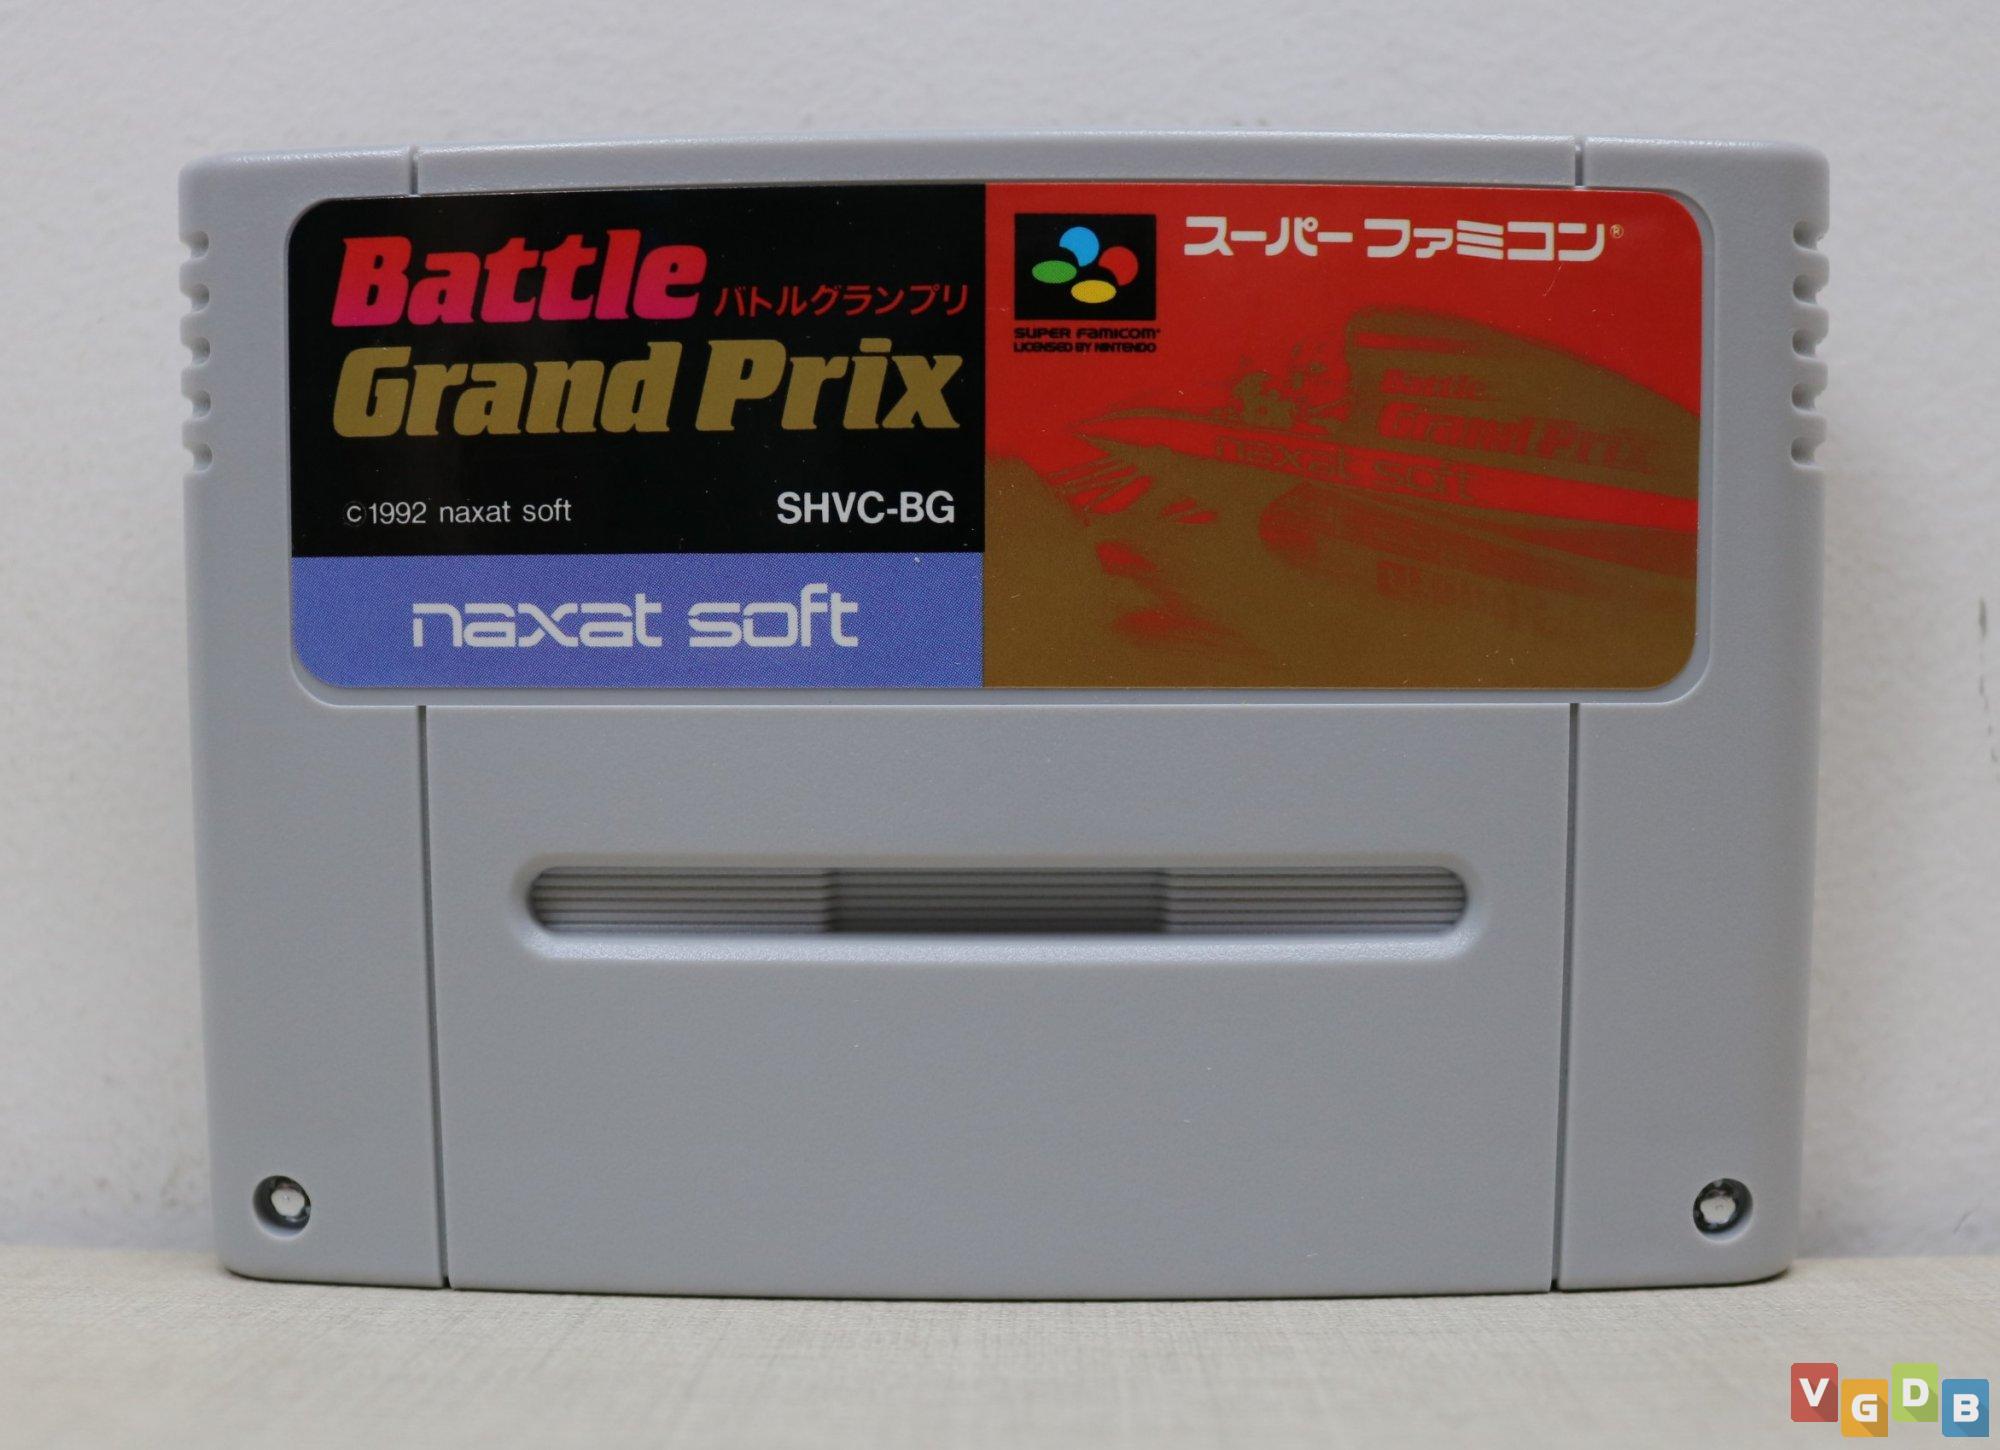 Battle
バトルグランプリ
Grand Prix
©1992 naxat soft
SHVC-BG
naxat soft
スーパーファミコン®
SUPER FAMICOM
LICENSED BY NINTENDO
Battle
Grand Prix
naxat soft
VGDB